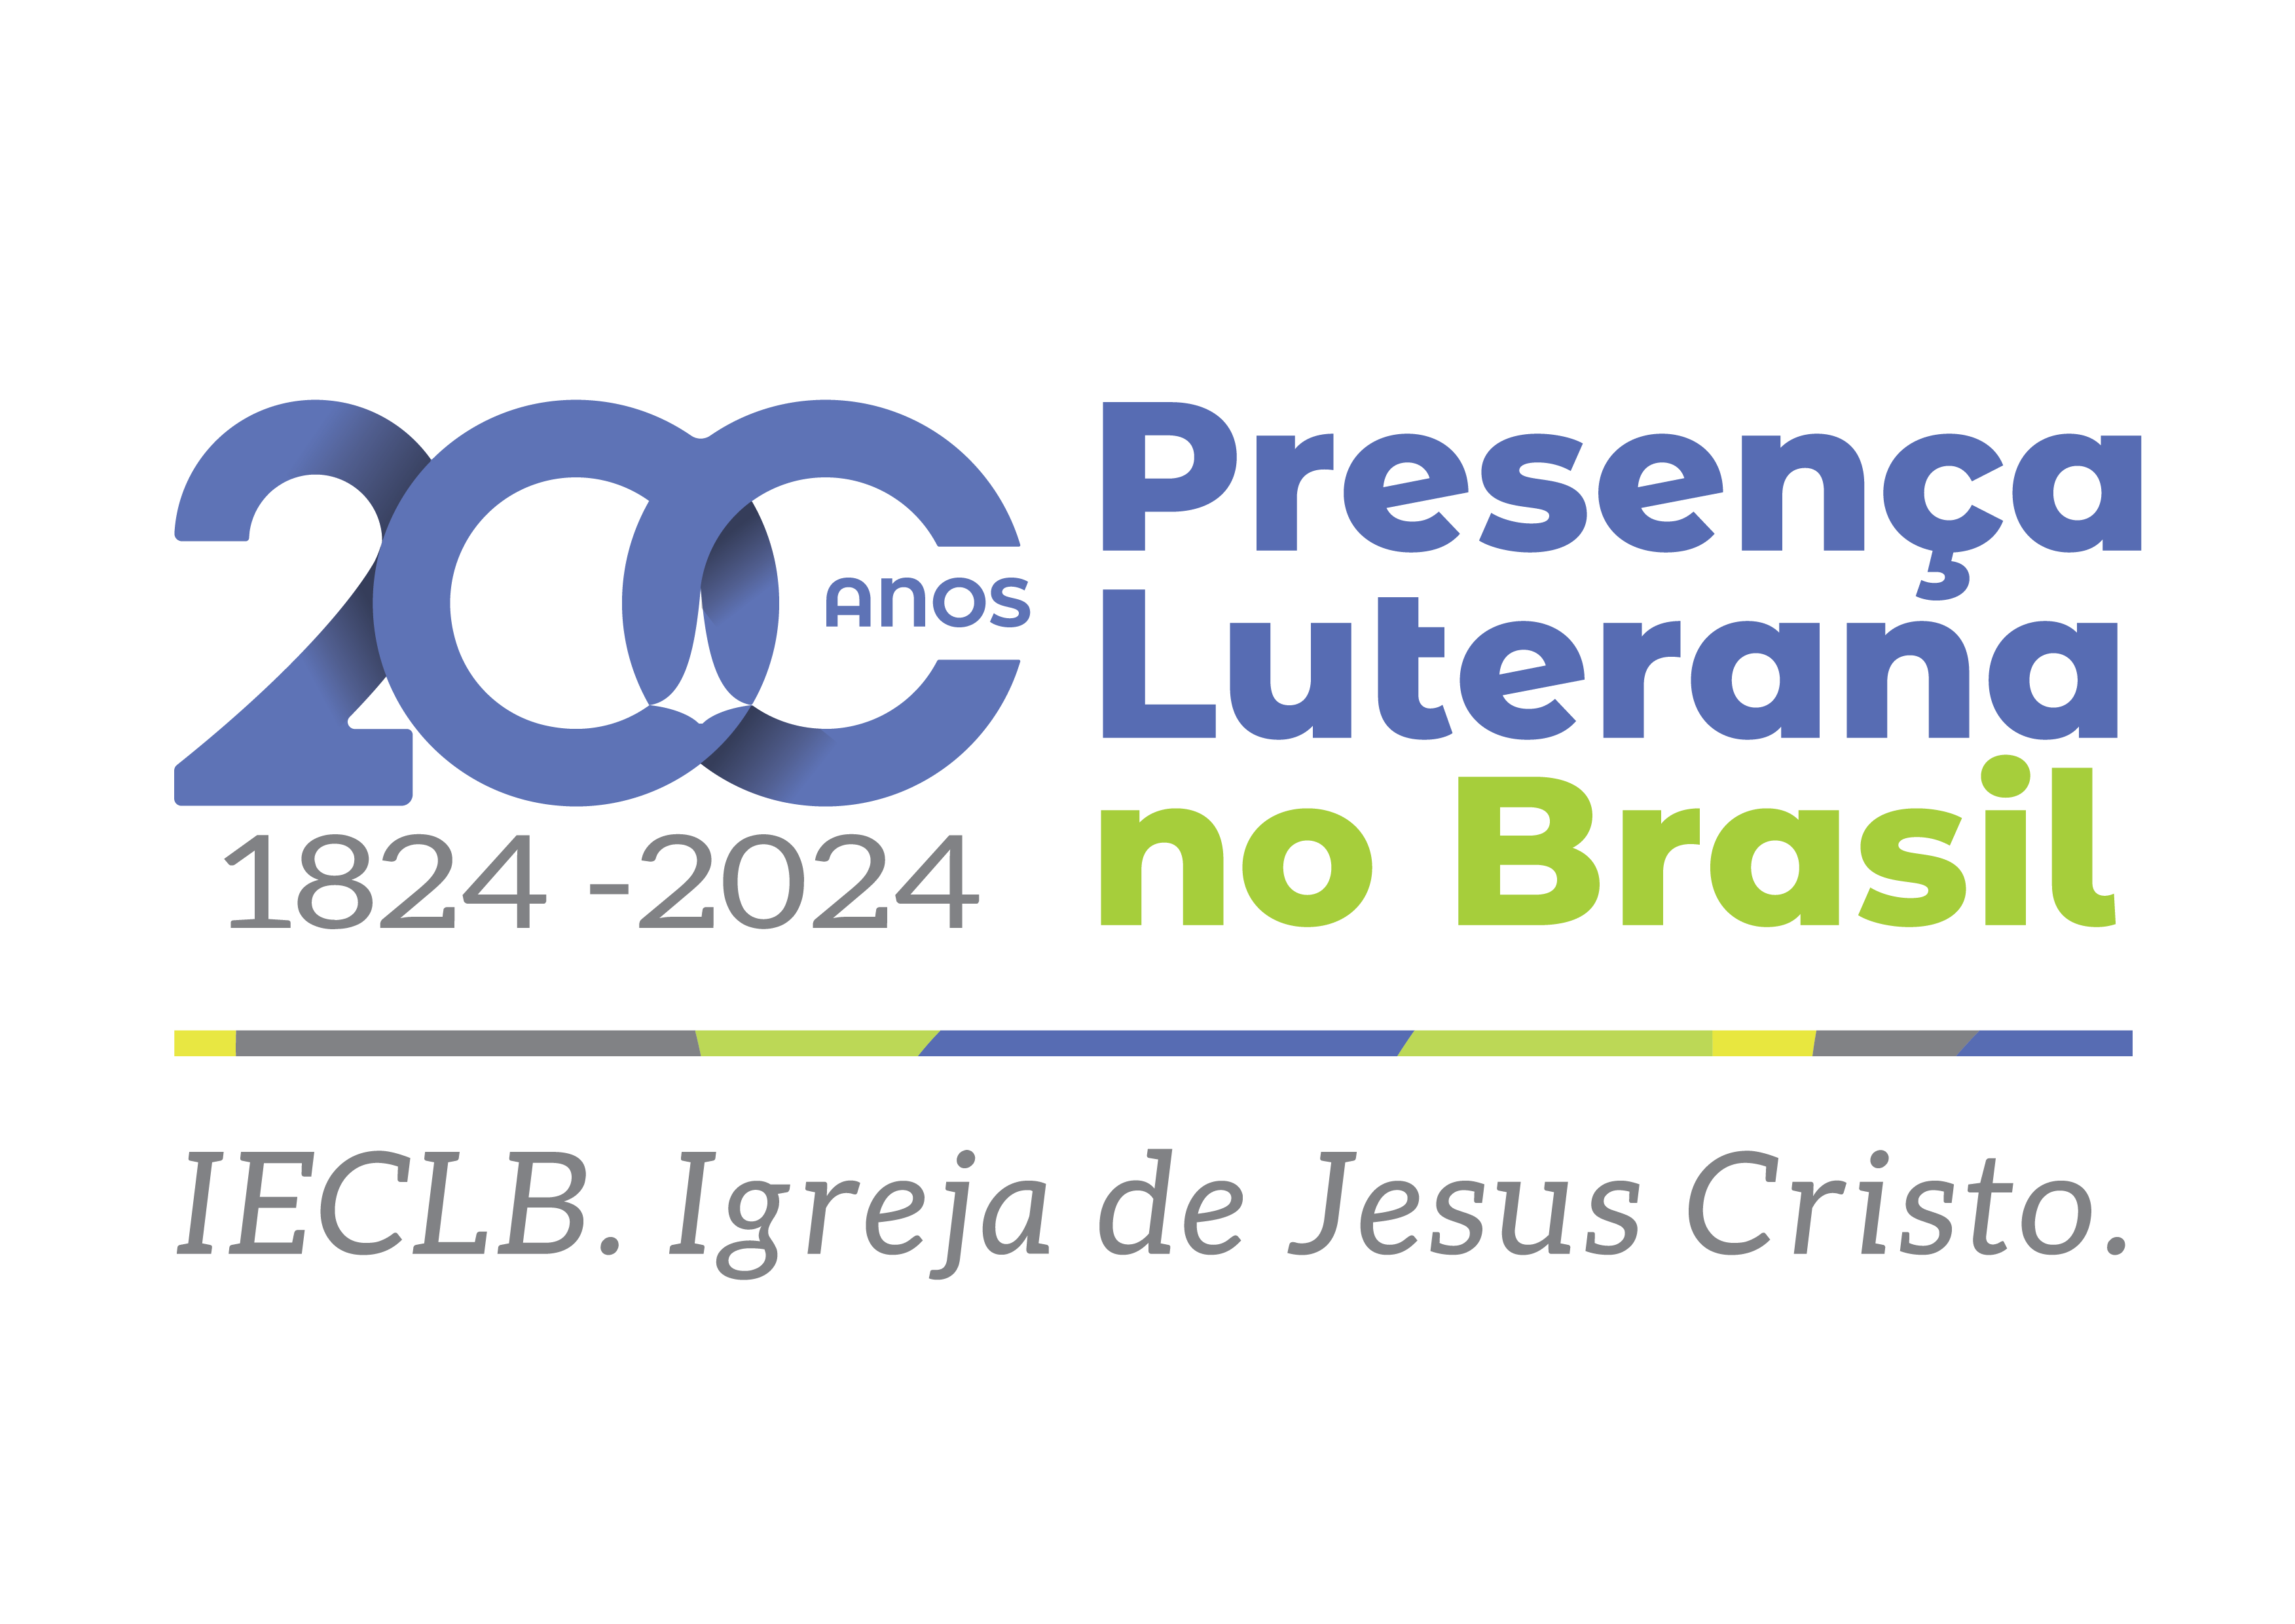 200 anos
1824 - 2024
Presença
Luterana
no Brasil
IECLB. Igreja de Jesus Cristo.